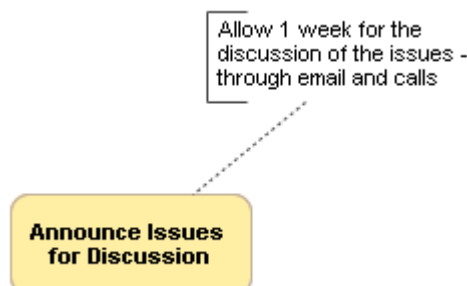 Allow 1 week for the
discussion of the issues -
through email and calls
Announce Issues
for Discussion